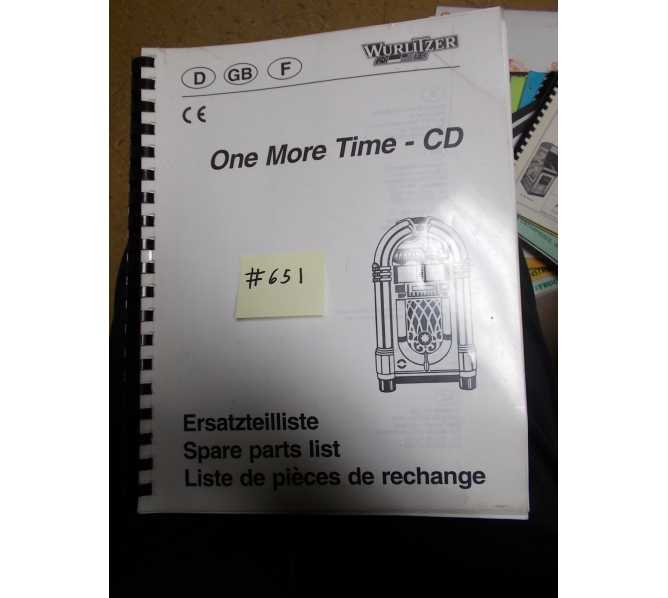 D GB F
WURLITZER
CE
One More Time - CD
#651
Ersatzteilliste
Spare parts list
Liste de pièces de rechange